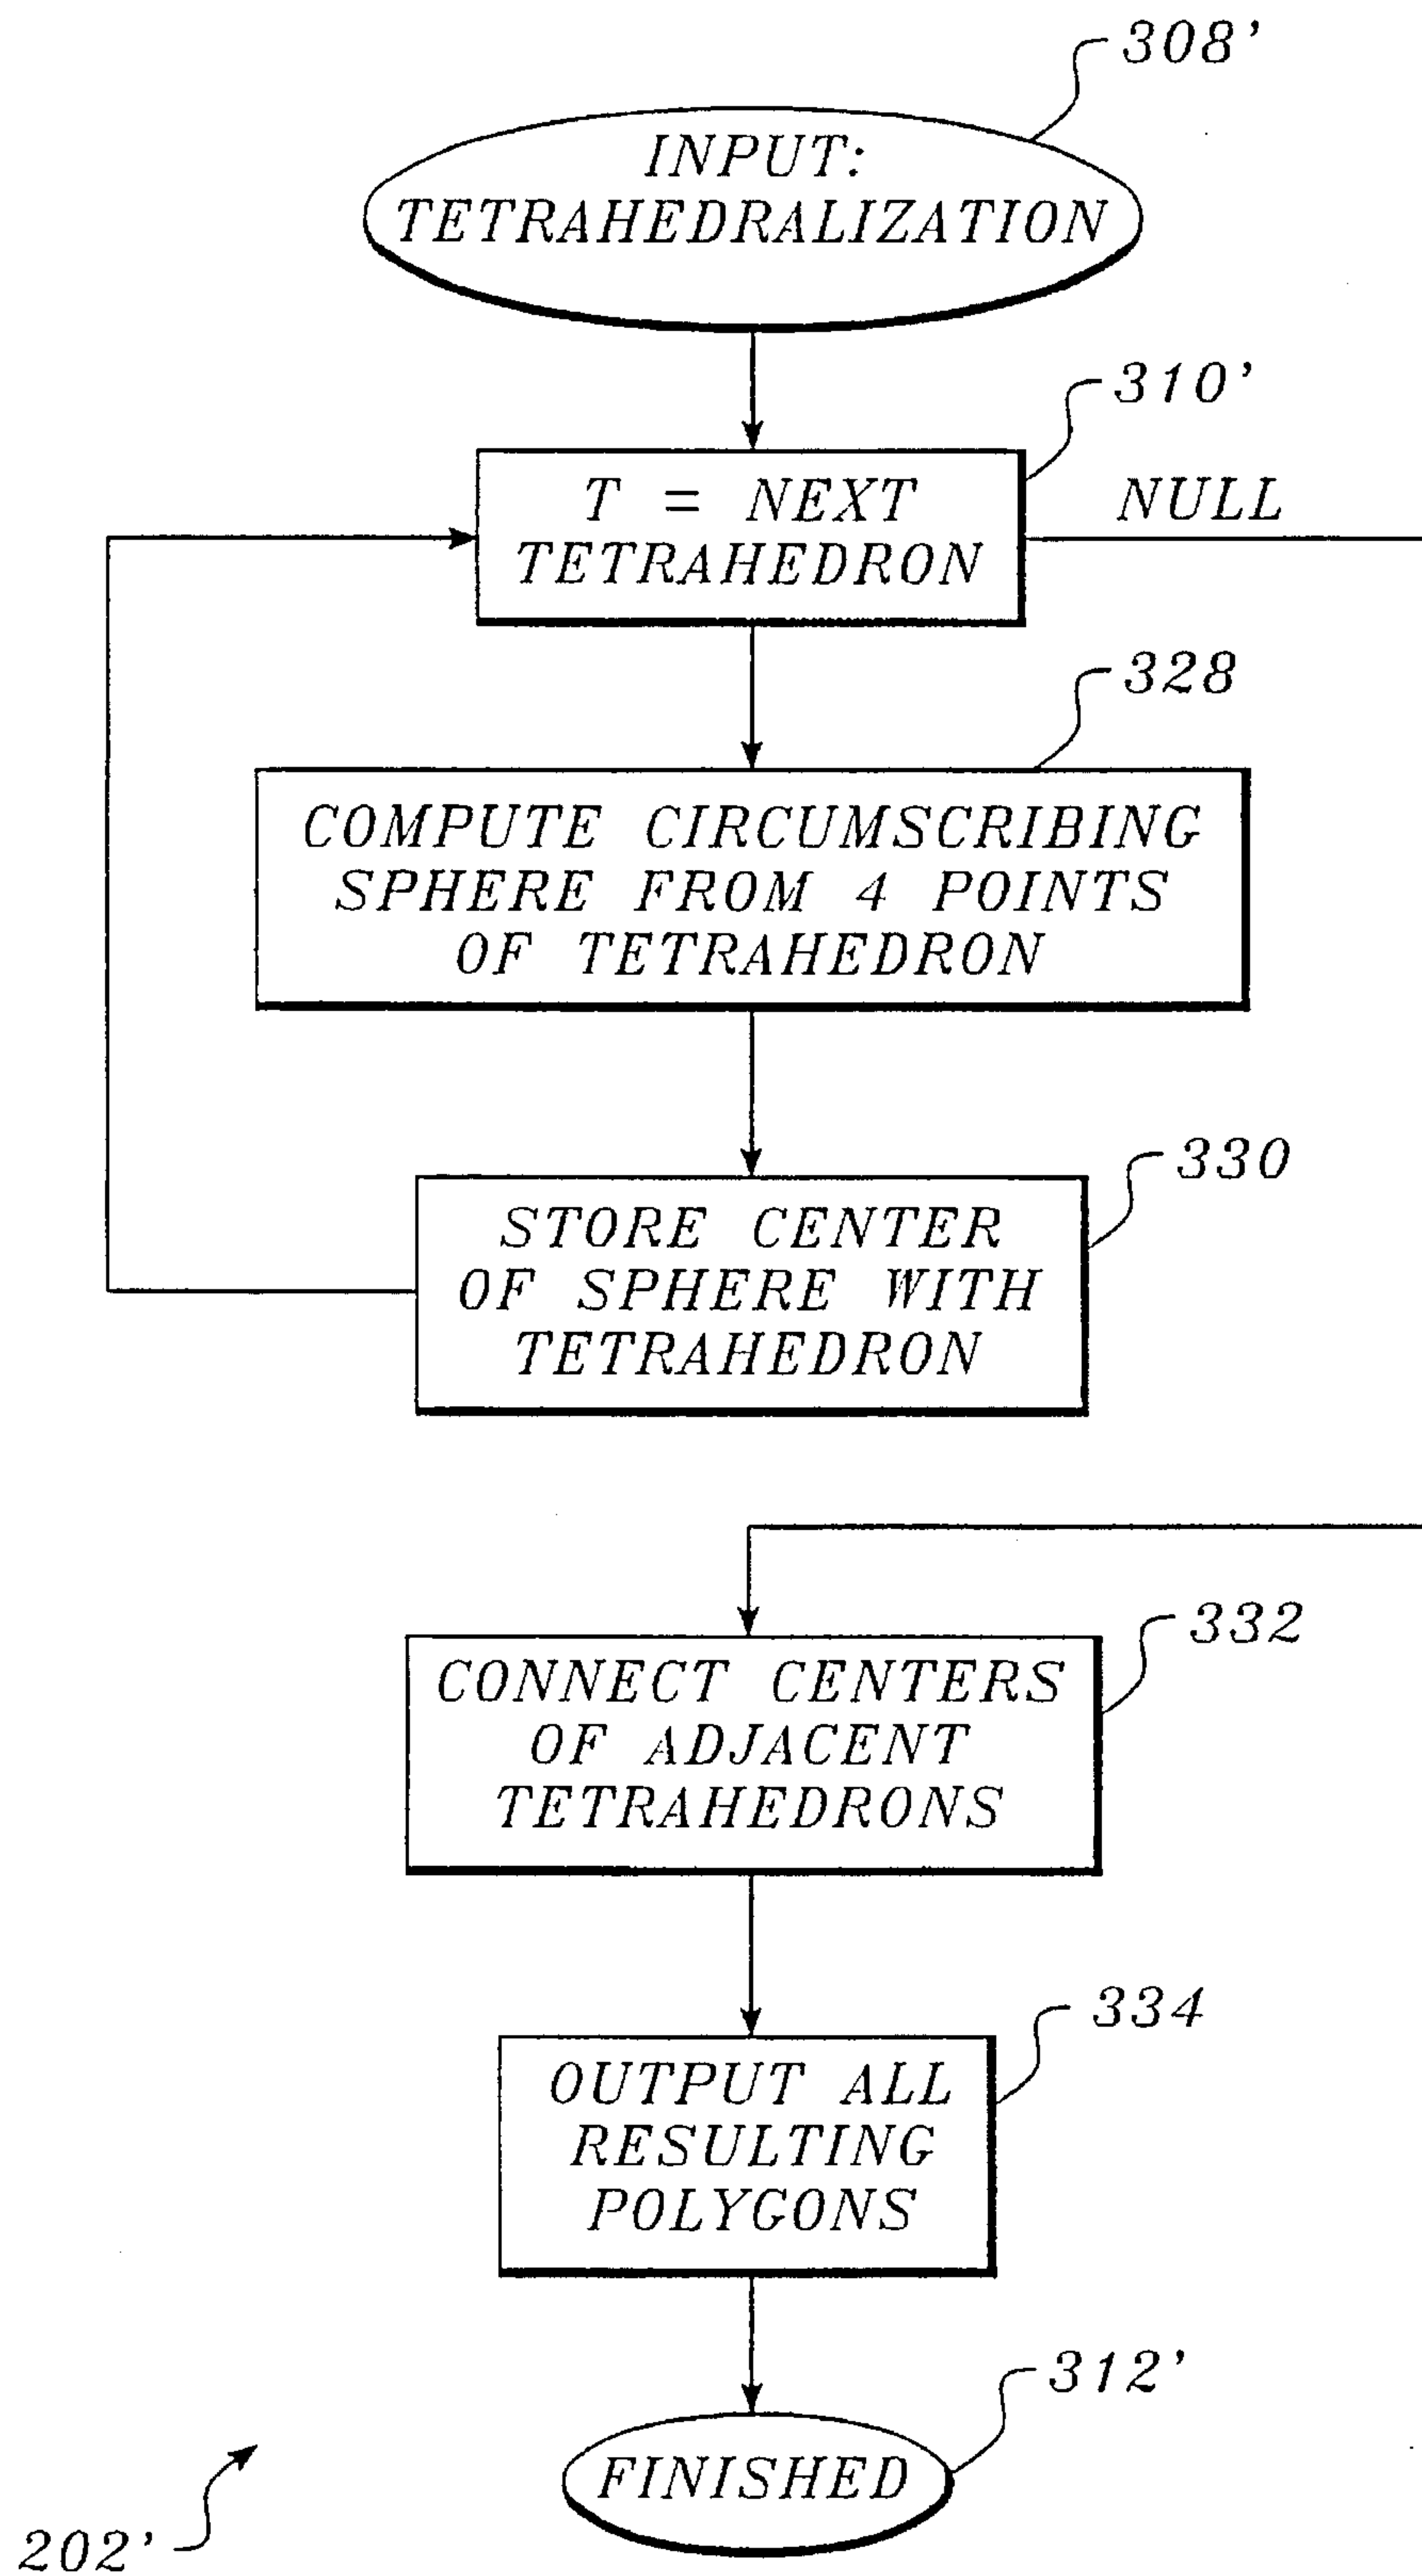 308'
INPUT:
TETRAHEDRALIZATION
310'
T = NEXT
TETRAHEDRON
NULL
328
COMPUTE CIRCUMSCRIBING
SPHERE FROM 4 POINTS
OF TETRAHEDRON
330
STORE CENTER
OF SPHERE WITH
TETRAHEDRON
332
CONNECT CENTERS
OF ADJACENT
TETRAHEDRONS
334
OUTPUT ALL
RESULTING
POLYGONS
312'
FINISHED
202'